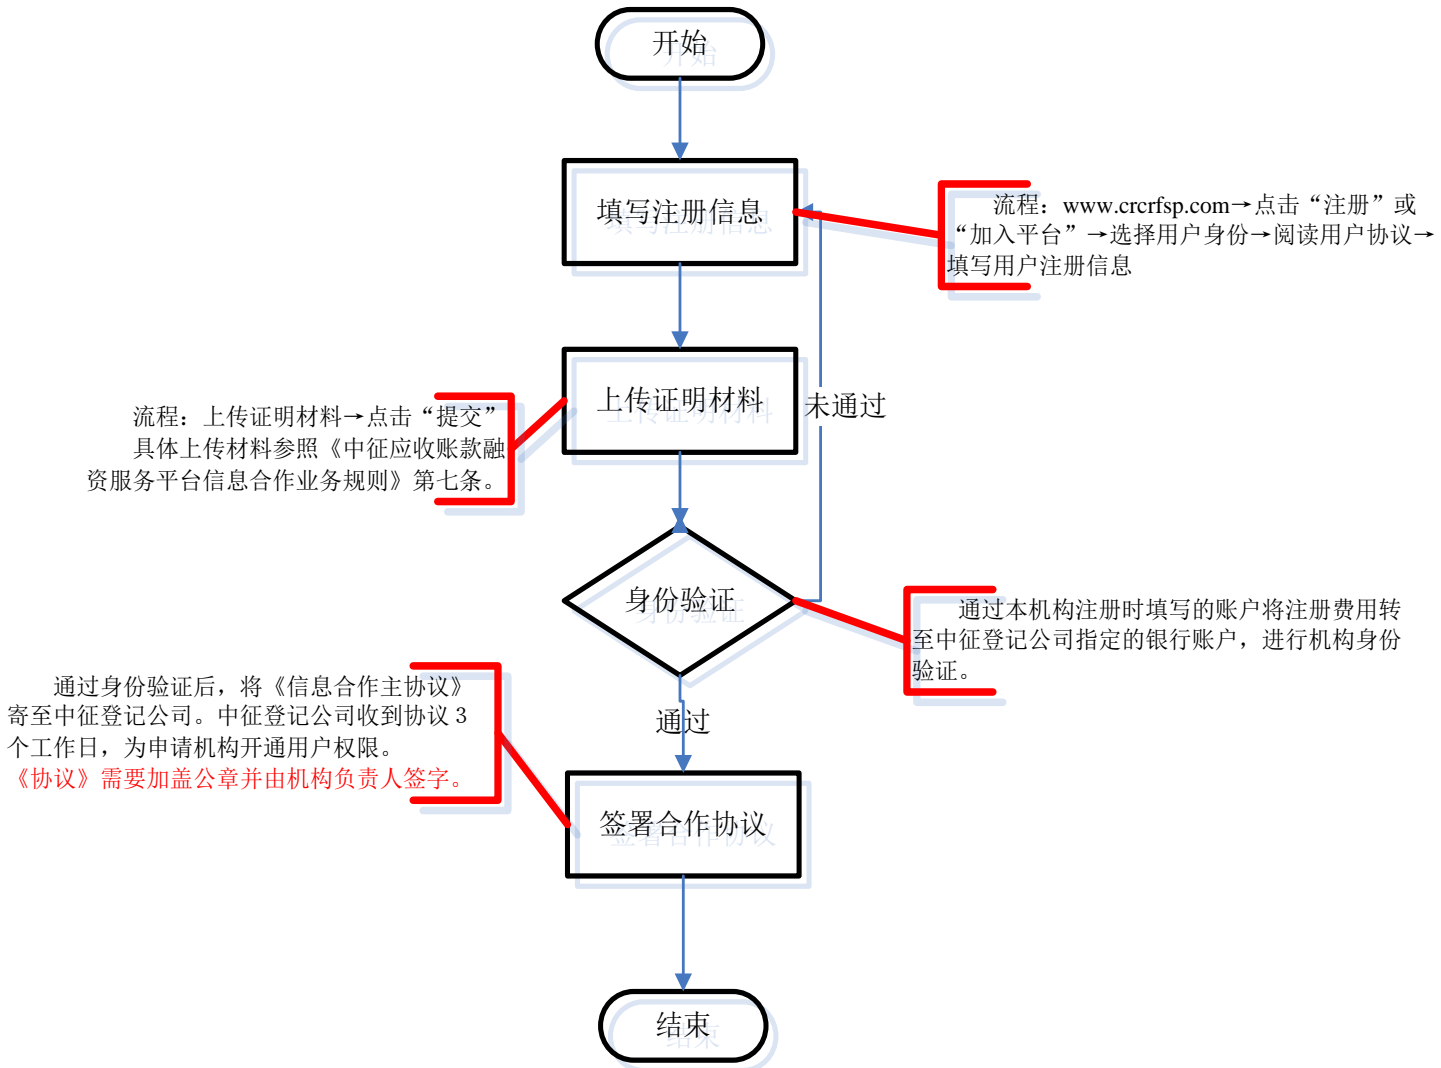 开始
填写注册信息
流程：www.crcrfsp.com→点击“注册”或
“加入平台”→选择用户身份→阅读用户协议→
填写用户注册信息
上传证明材料
未通过
流程：上传证明材料→点击“提交”
具体上传材料参照《中征应收账款融
资服务平台信息合作业务规则》第七条。
身份验证
通过本机构注册时填写的账户将注册费用转
至中征登记公司指定的银行账户，进行机构身份
验证。
通过身份验证后，将《信息合作主协议》
寄至中征登记公司。中征登记公司收到协议 3
个工作日，为申请机构开通用户权限。
《协议》需要加盖公章并由机构负责人签字。
通过
签署合作协议
结束